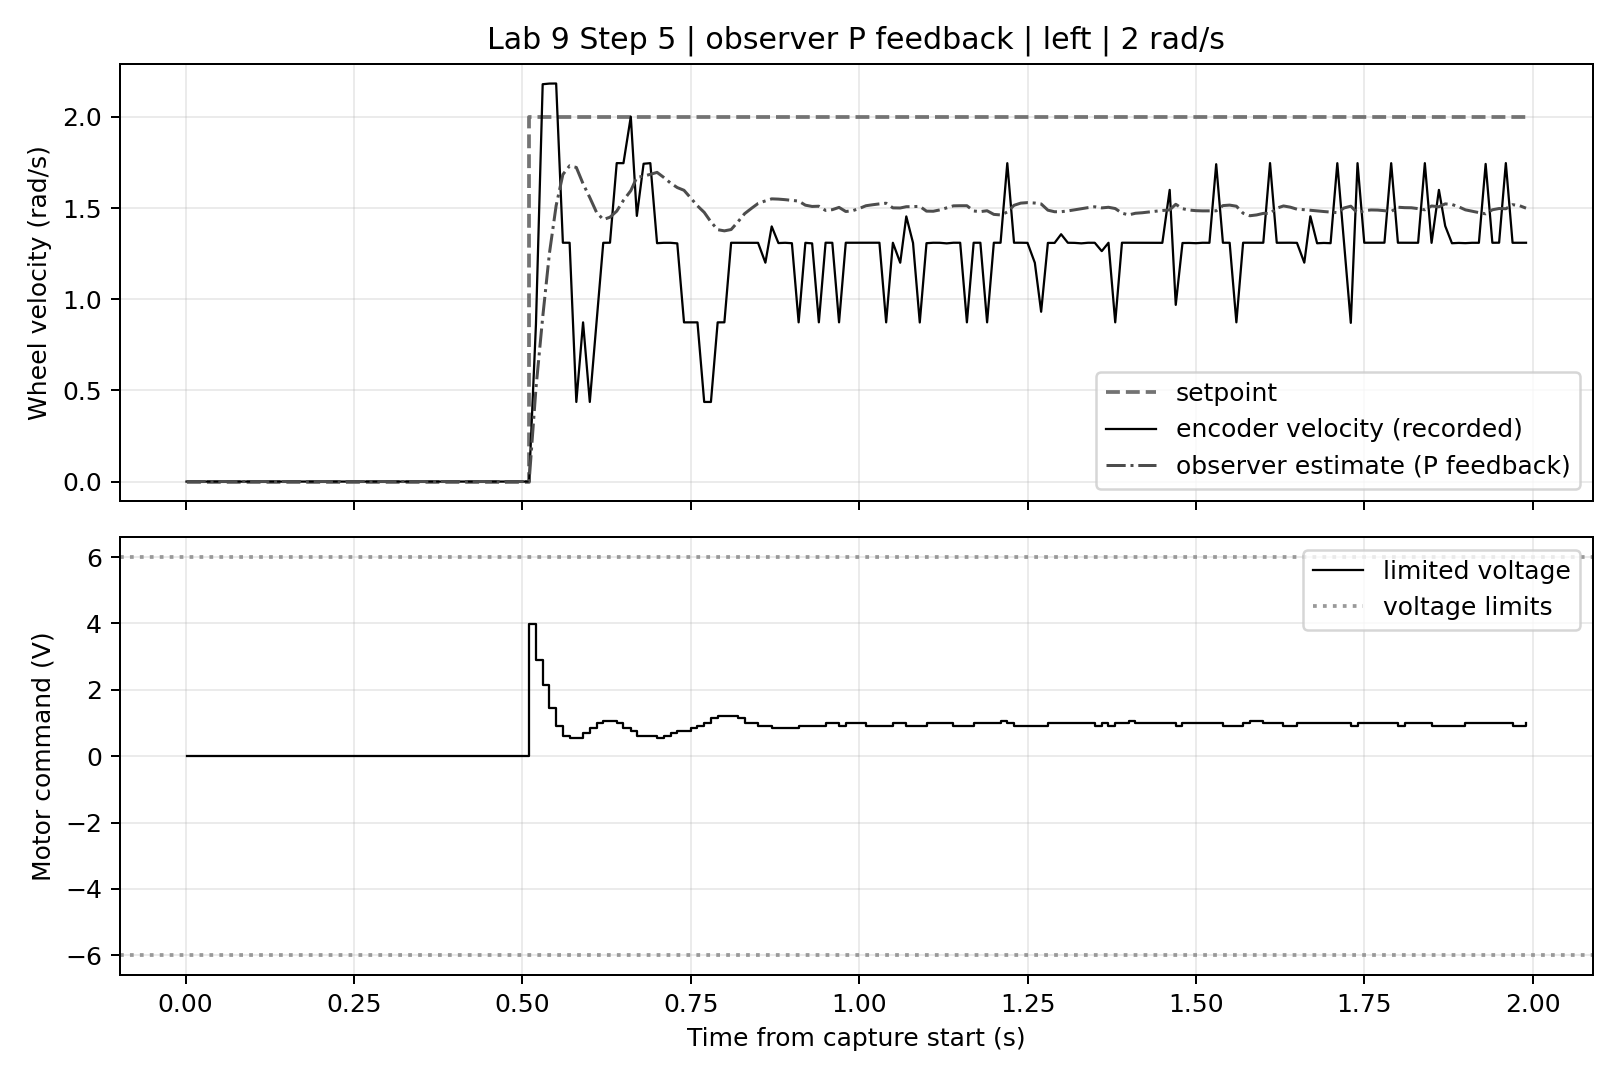 Lab 9 Step 5 | observer P feedback | left | 2 rad/s
Wheel velocity (rad/s)
2.0
1.5
1.0
0.5
0.0
setpoint
encoder velocity (recorded)
observer estimate (P feedback)
Motor command (V)
6
4
2
0
−2
−4
−6
limited voltage
voltage limits
0.00
0.25
0.50
0.75
1.00
1.25
1.50
1.75
2.00
Time from capture start (s)